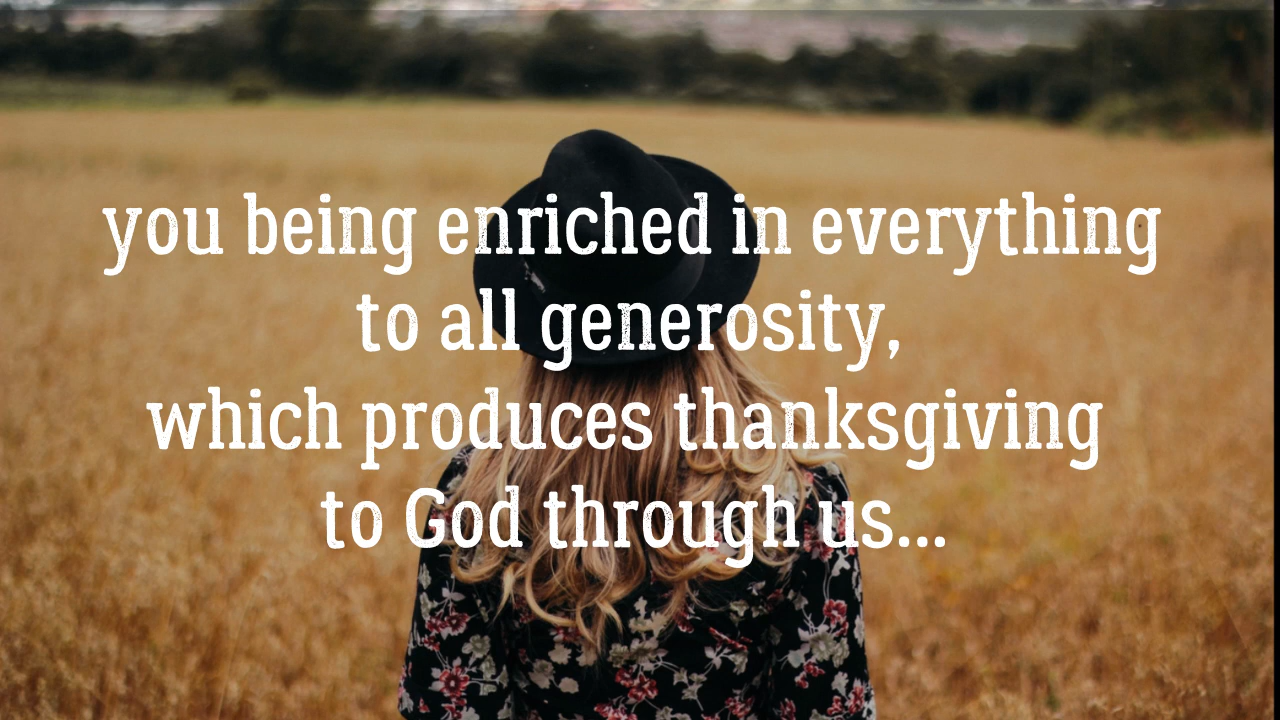 you being enriched in everything
to all generosity,
which produces thanksgiving
to God through us...